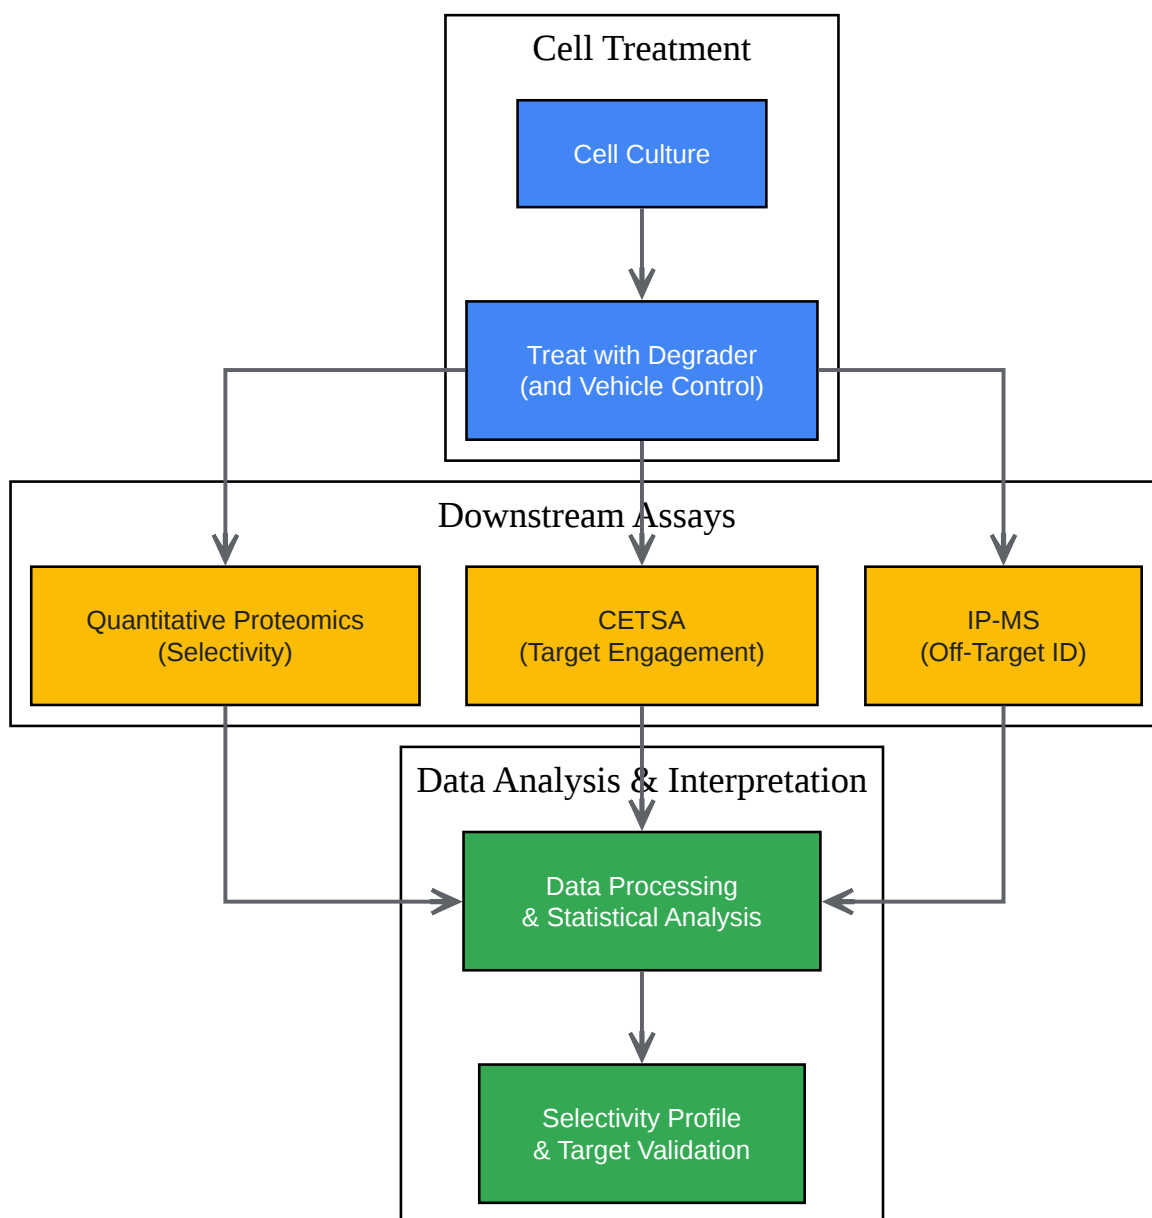 Cell Treatment
Cell Culture
Treat with Degrader
(and Vehicle Control)
Downstream Assays
Quantitative Proteomics
(Selectivity)
CETSA
(Target Engagement)
IP-MS
(Off-Target ID)
Data Analysis & Interpretation
Data Processing
& Statistical Analysis
Selectivity Profile
& Target Validation